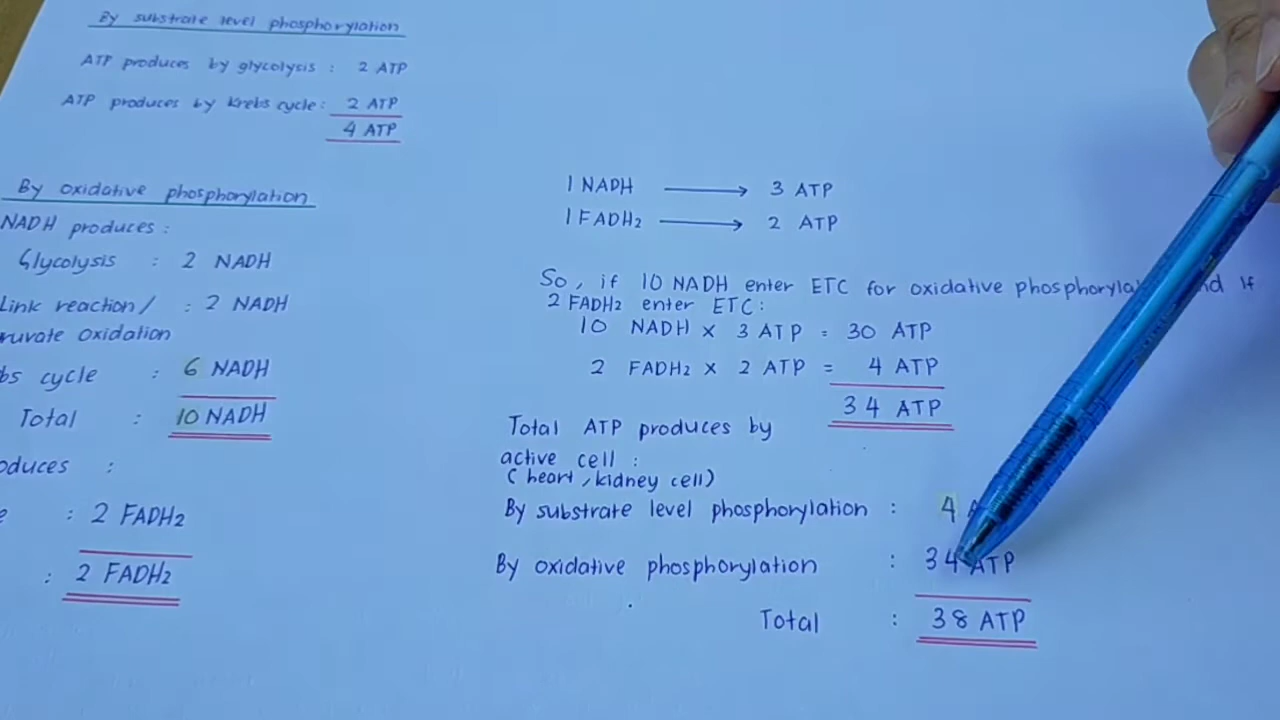 By substrate level phosphorylation
ATP produces by glycolysis : 2 ATP
ATP produces by Krebs cycle : 2 ATP
4 ATP
By oxidative phosphorylation
NADH produces :
Glycolysis : 2 NADH
Link reaction / : 2 NADH
oxidation
cycle : 6 NADH
Total : 10 NADH
:
: 2 FADH2
: 2 FADH2
1 NADH → 3 ATP
1 FADH2 → 2 ATP
So, if 10 NADH enter ETC for oxidative if
2 FADH2 enter ETC :
10 NADH x 3 ATP = 30 ATP
2 FADH2 x 2 ATP = 4 ATP
34 ATP
Total ATP produces by
active cell :
(heart, kidney cell)
By substrate level phosphorylation : 4
By oxidative phosphorylation : 34 ATP
Total : 38 ATP